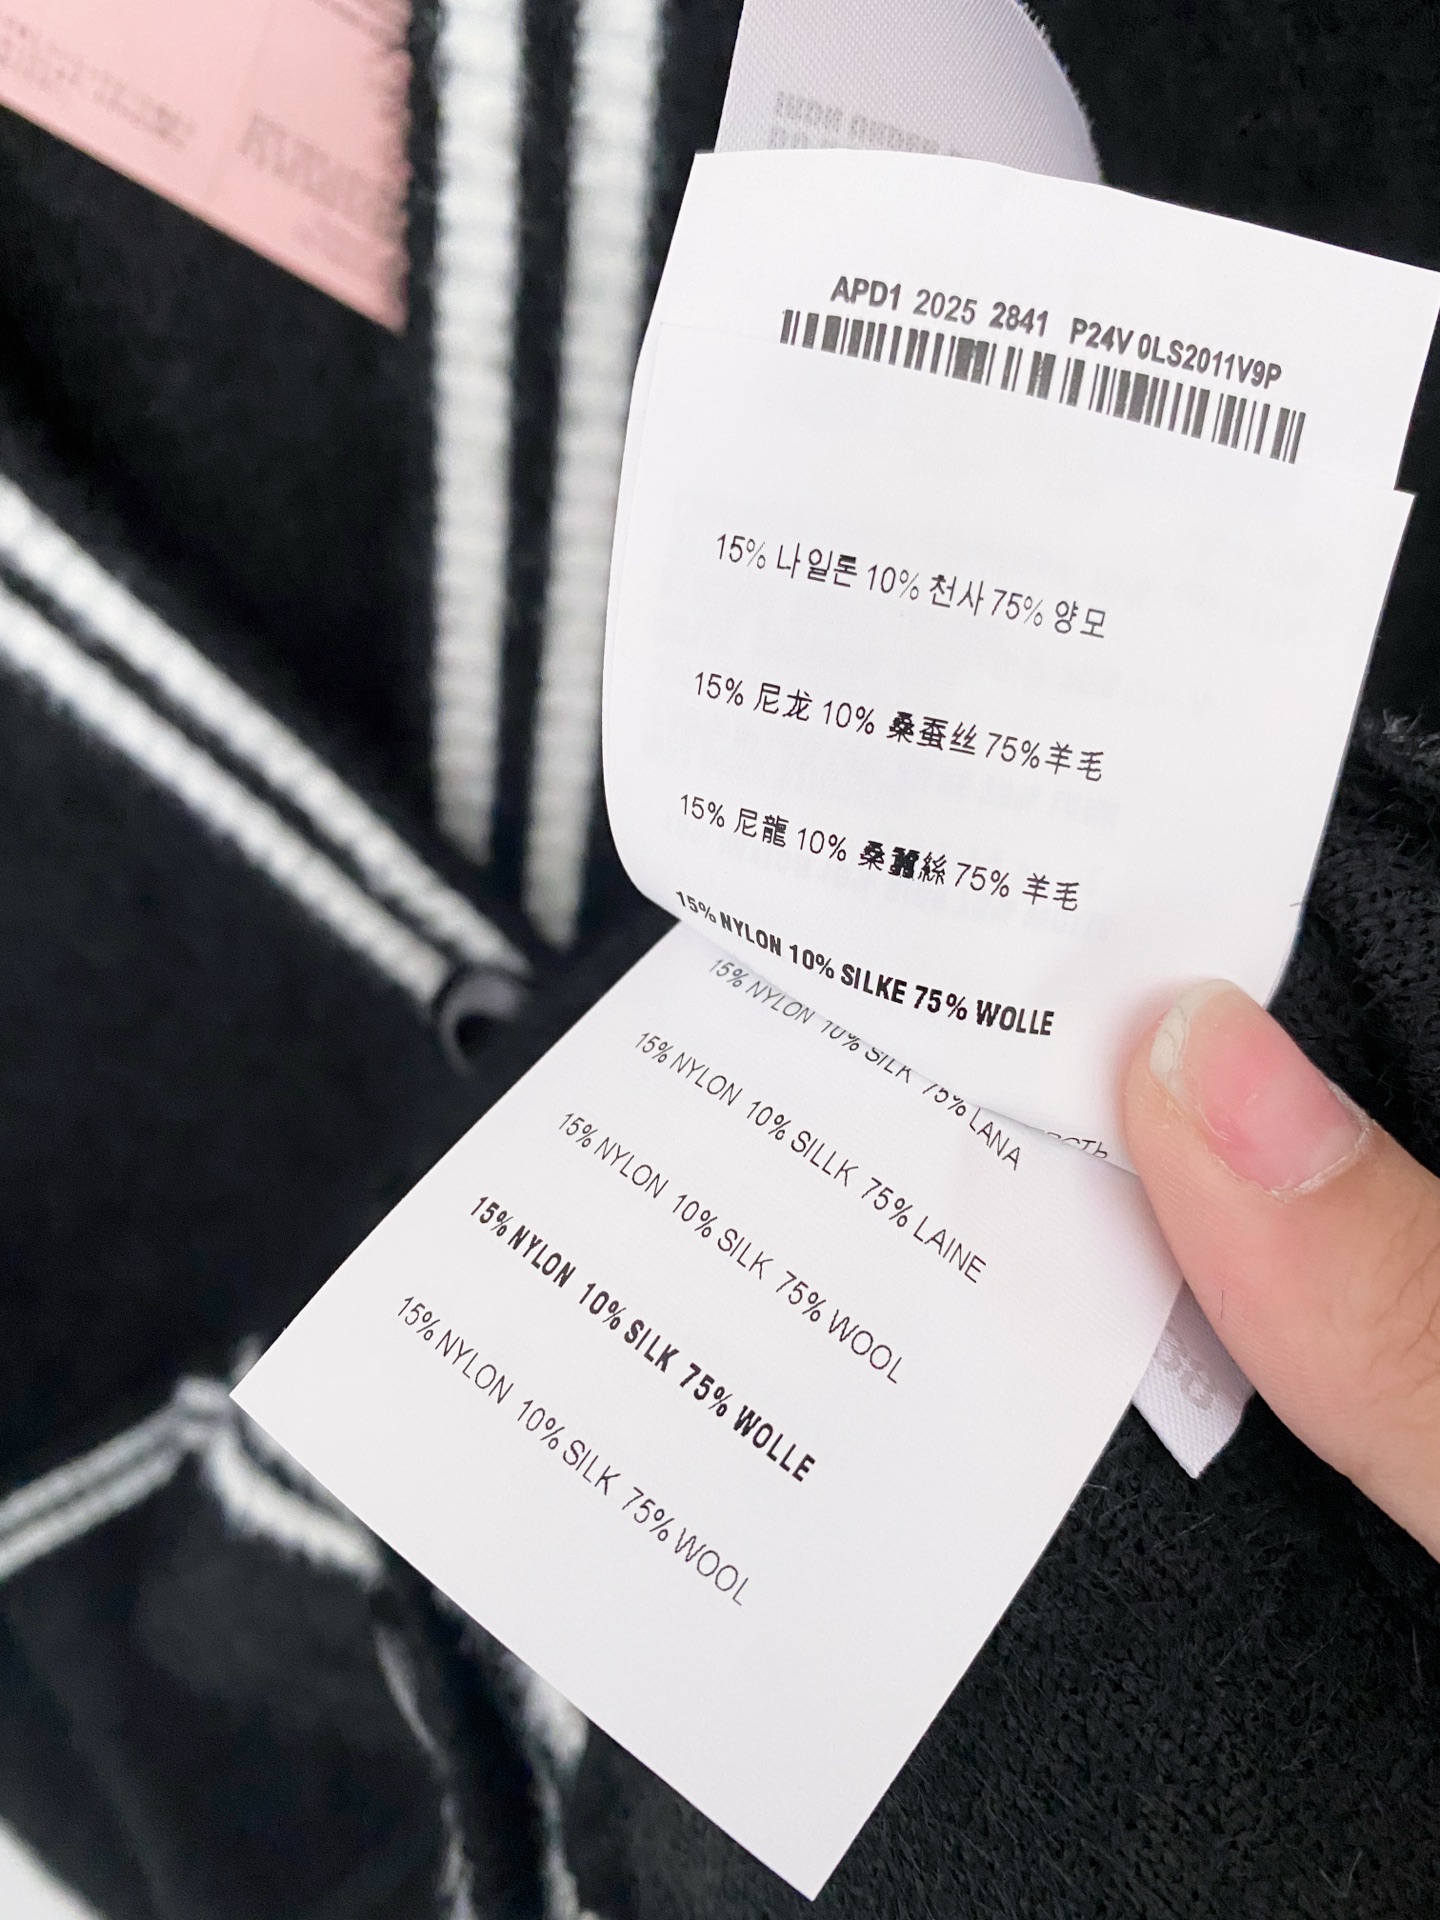 APD1 2025 2841 P24V 0LS2011V9P
15% 나일론 10% 천사 75% 양모
15% 尼龙 10% 桑蚕丝 75%羊毛
15% 尼龍 10% 桑蠶絲 75% 羊毛
15% NYLON 10% SILKE 75% WOLLE
15% NYLON 10% SILK 75% LANA
15% NYLON 10% SILLK 75% LAINE
15% NYLON 10% SILK 75% WOOL
15% NYLON 10% SILK 75% WOLLE
15% NYLON 10% SILK 75% WOOL